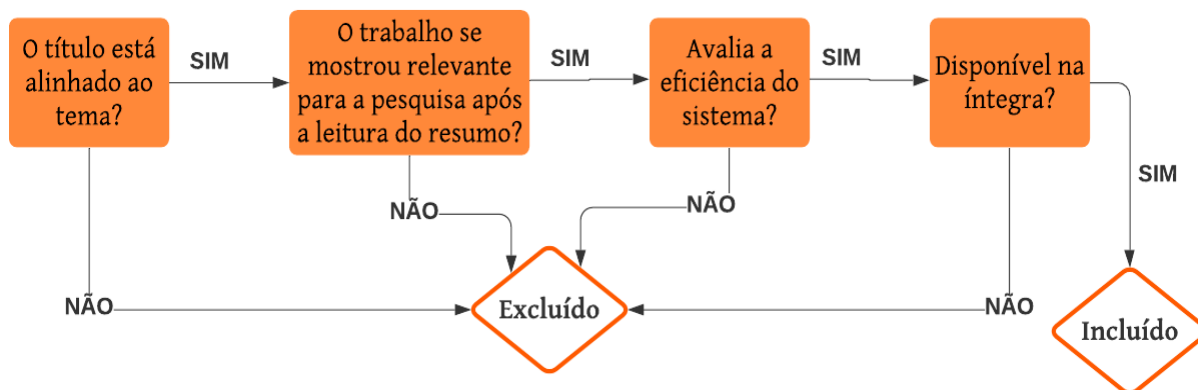 O título está
alinhado ao
tema?
SIM
O trabalho se
mostrou relevante
para a pesquisa após
a leitura do resumo?
SIM
Avalia a
eficiência do
sistema?
SIM
Disponível na
íntegra?
SIM
NÃO
NÃO
NÃO
NÃO
Excluído
Incluído